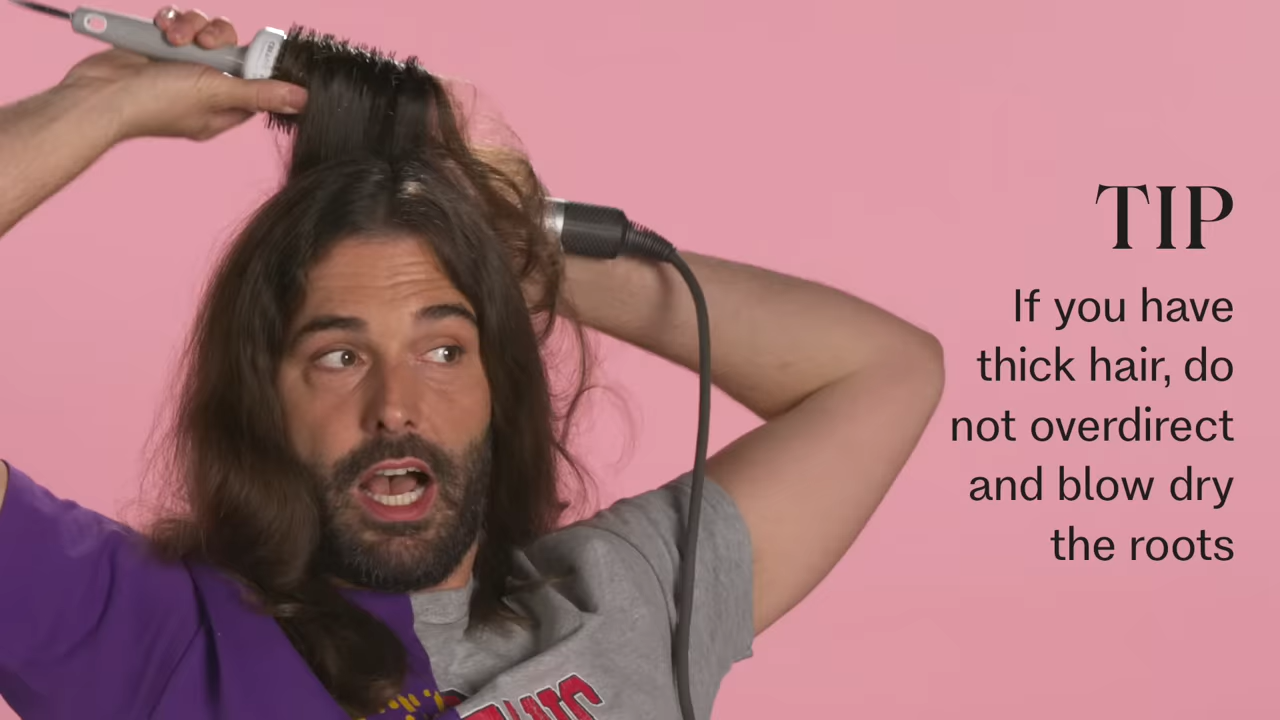 TIP
If you have
thick hair, do
not overdirect
and blow dry
the roots